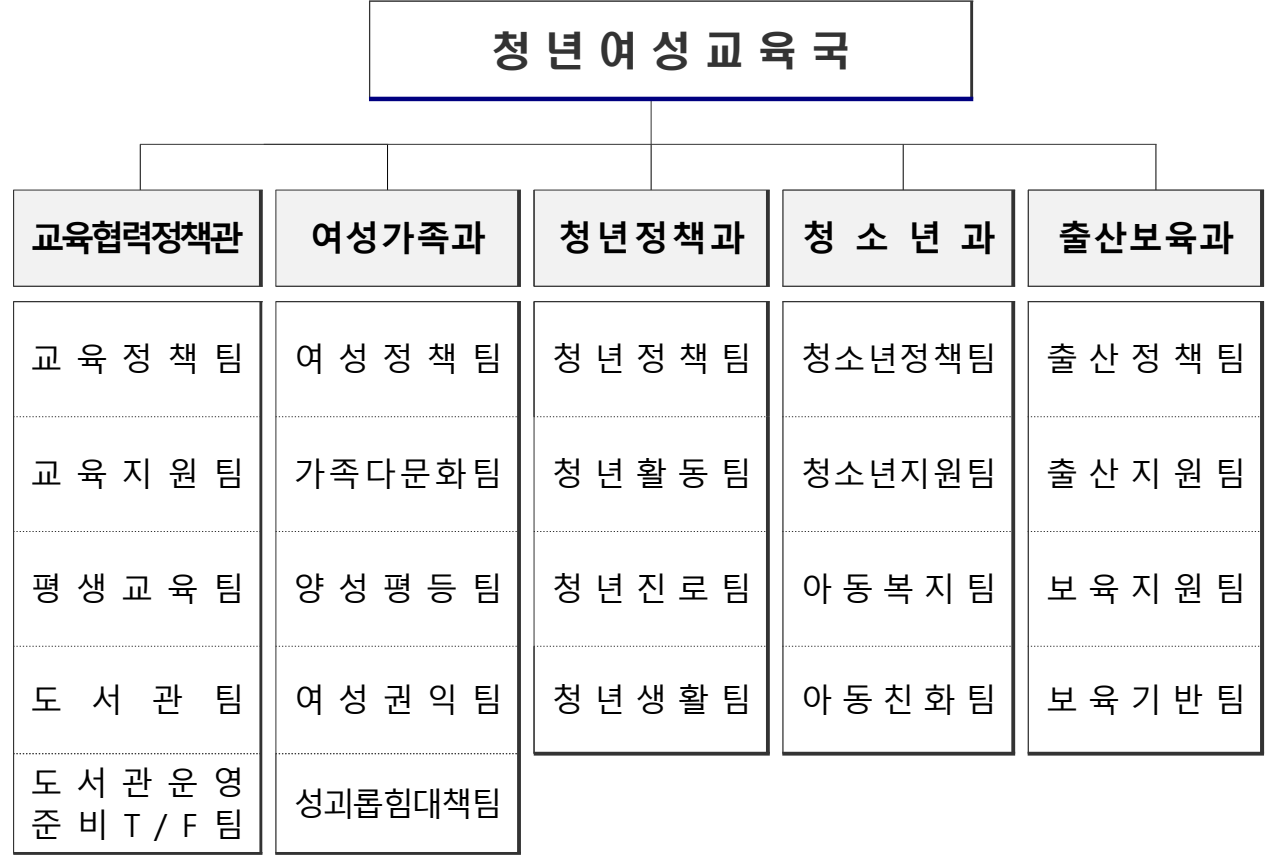 청년여성교육국
교육협력정책관
여성가족과
청년정책과
청소년과
출산보육과
교육정책팀
교육지원팀
평생교육팀
도서관팀
도서관운영
준비T/F팀
여성정책팀
가족다문화팀
양성평등팀
여성권익팀
성괴롭힘대책팀
청년정책팀
청년활동팀
청년진로팀
청년생활팀
청소년정책팀
청소년지원팀
아동복지팀
아동친화팀
출산정책팀
출산지원팀
보육지원팀
보육기반팀